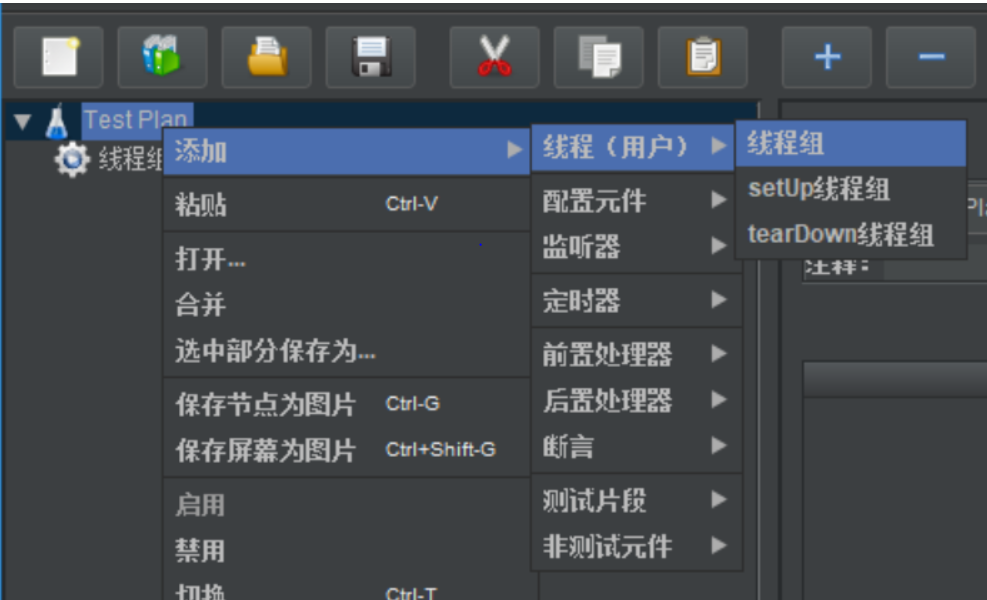 Test Plan
线程组
添加
粘贴 Ctrl-V
打开...
合并
选中部分保存为...
保存节点为图片 Ctrl-G
保存屏幕为图片 Ctrl+Shift-G
启用
禁用
切换 Ctrl-T
线程（用户）
配置元件
监听器
定时器
前置处理器
后置处理器
断言
测试片段
非测试元件
线程组
setUp线程组
tearDown线程组
注释：